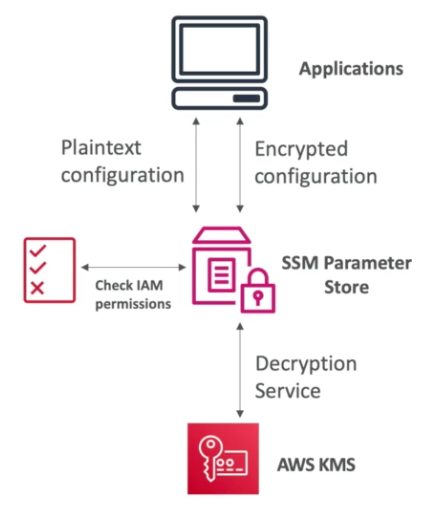 Applications
Plaintext
configuration
Encrypted
configuration
SSM Parameter
Store
Check IAM
permissions
Decryption
Service
AWS KMS